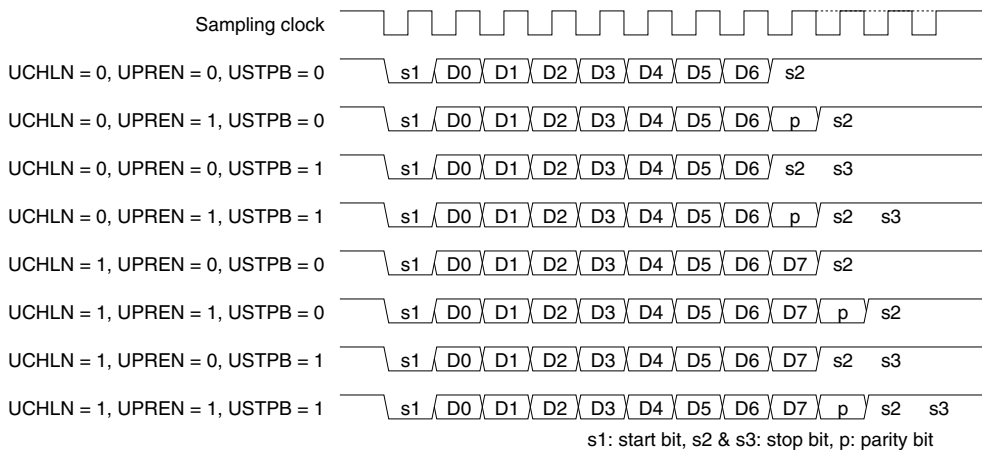 Sampling clock
UCHLN = 0, UPREN = 0, USTPB = 0 s1 D0 D1 D2 D3 D4 D5 D6 s2
UCHLN = 0, UPREN = 1, USTPB = 0 s1 D0 D1 D2 D3 D4 D5 D6 p s2
UCHLN = 0, UPREN = 0, USTPB = 1 s1 D0 D1 D2 D3 D4 D5 D6 s2 s3
UCHLN = 0, UPREN = 1, USTPB = 1 s1 D0 D1 D2 D3 D4 D5 D6 p s2 s3
UCHLN = 1, UPREN = 0, USTPB = 0 s1 D0 D1 D2 D3 D4 D5 D6 D7 s2
UCHLN = 1, UPREN = 1, USTPB = 0 s1 D0 D1 D2 D3 D4 D5 D6 D7 p s2
UCHLN = 1, UPREN = 0, USTPB = 1 s1 D0 D1 D2 D3 D4 D5 D6 D7 s2 s3
UCHLN = 1, UPREN = 1, USTPB = 1 s1 D0 D1 D2 D3 D4 D5 D6 D7 p s2 s3
s1: start bit, s2 & s3: stop bit, p: parity bit